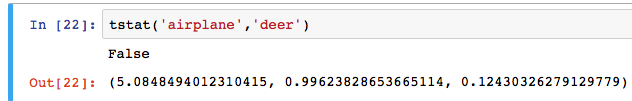 In [22]: tstat('airplane','deer')
False
Out[22]: (5.0848494012310415, 0.99623828653665114, 0.12430326279129779)